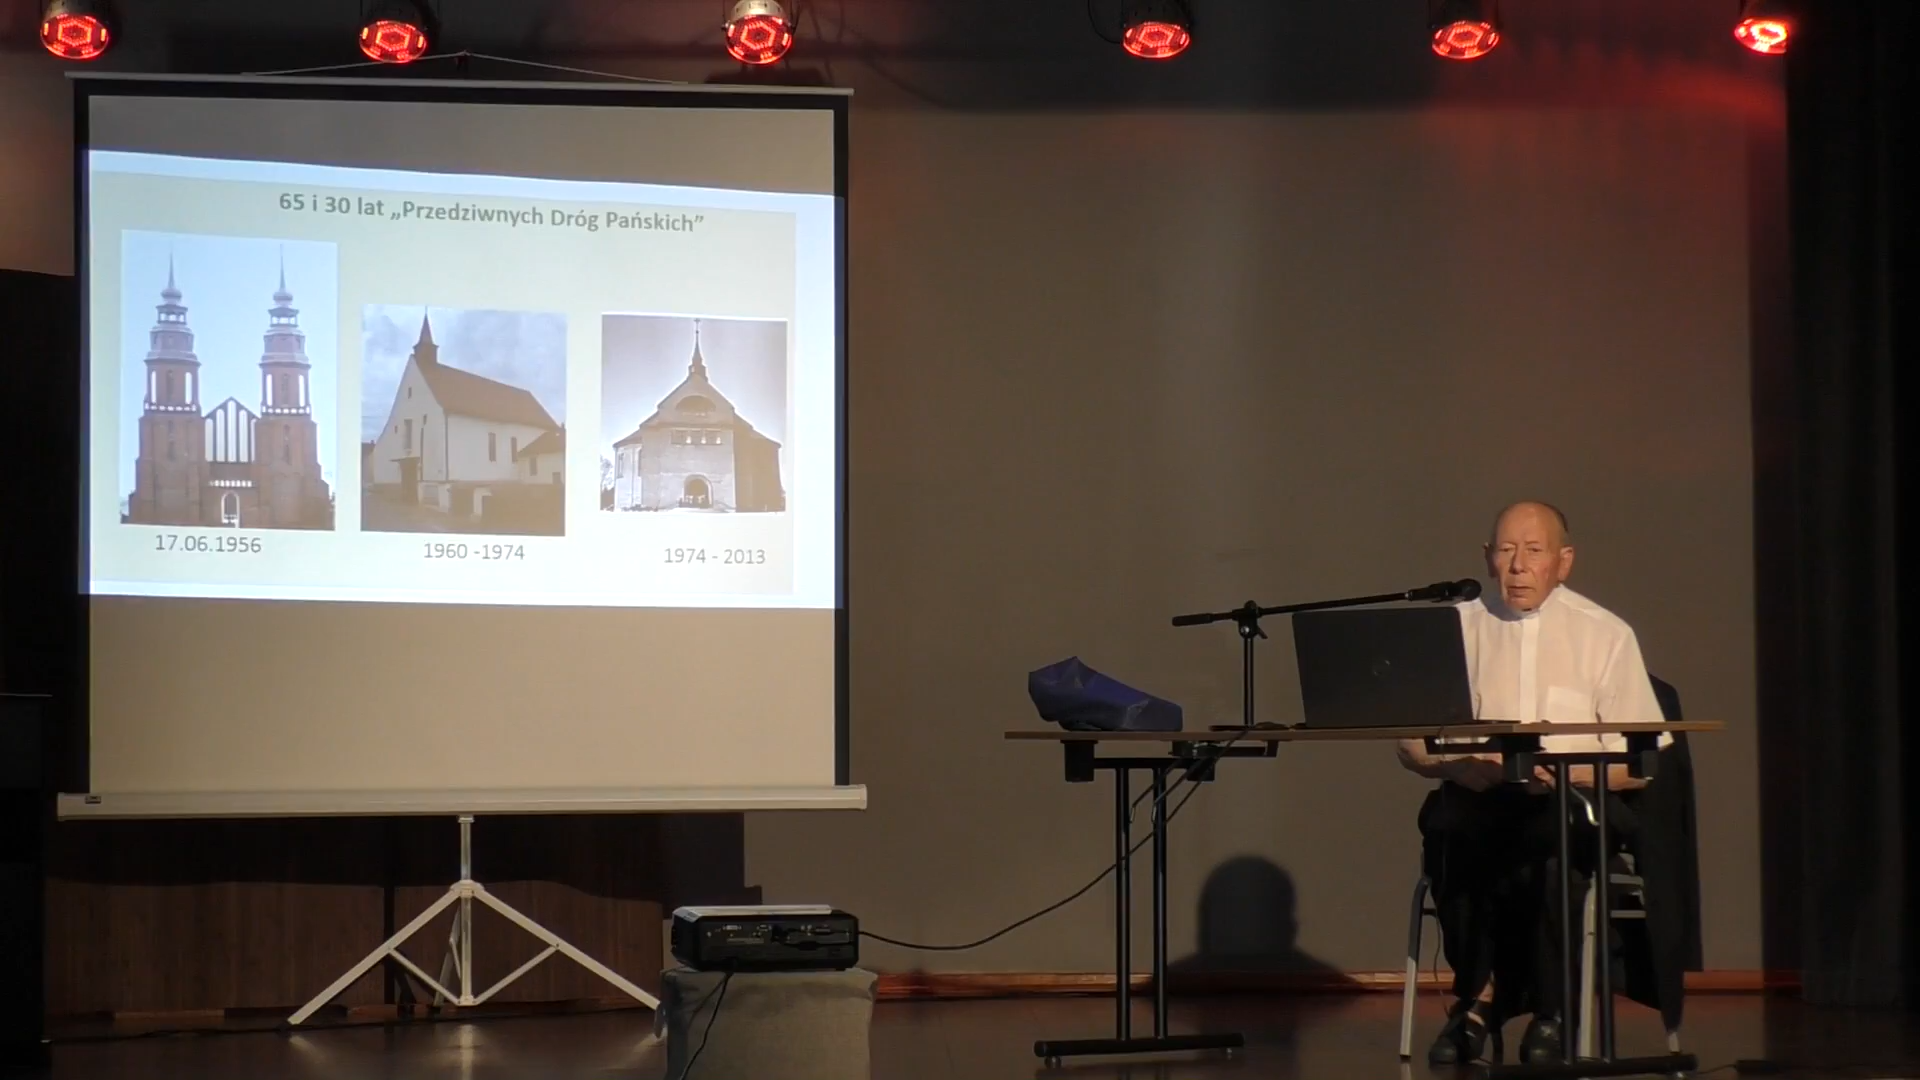 65 i 30 lat „Przedziwnych Dróg Pańskich”
17.06.1956
1960 -1974
1974 - 2013